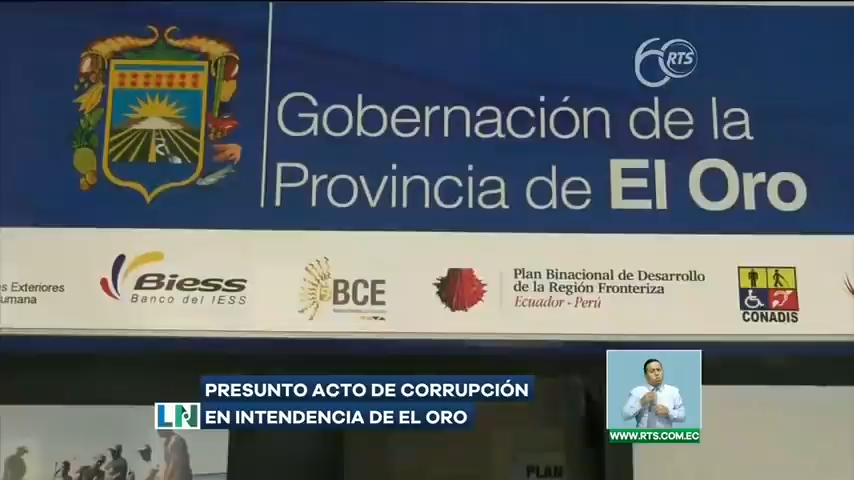 60 RTS
Gobernación de la
Provincia de El Oro
es Exteriores
umana
Biess
Banco del IESS
BCE
Plan Binacional de Desarrollo
de la Región Fronteriza
Ecuador - Perú
CONADIS
PRESUNTO ACTO DE CORRUPCIÓN
LN EN INTENDENCIA DE EL ORO
WWW.RTS.COM.EC
PLAN